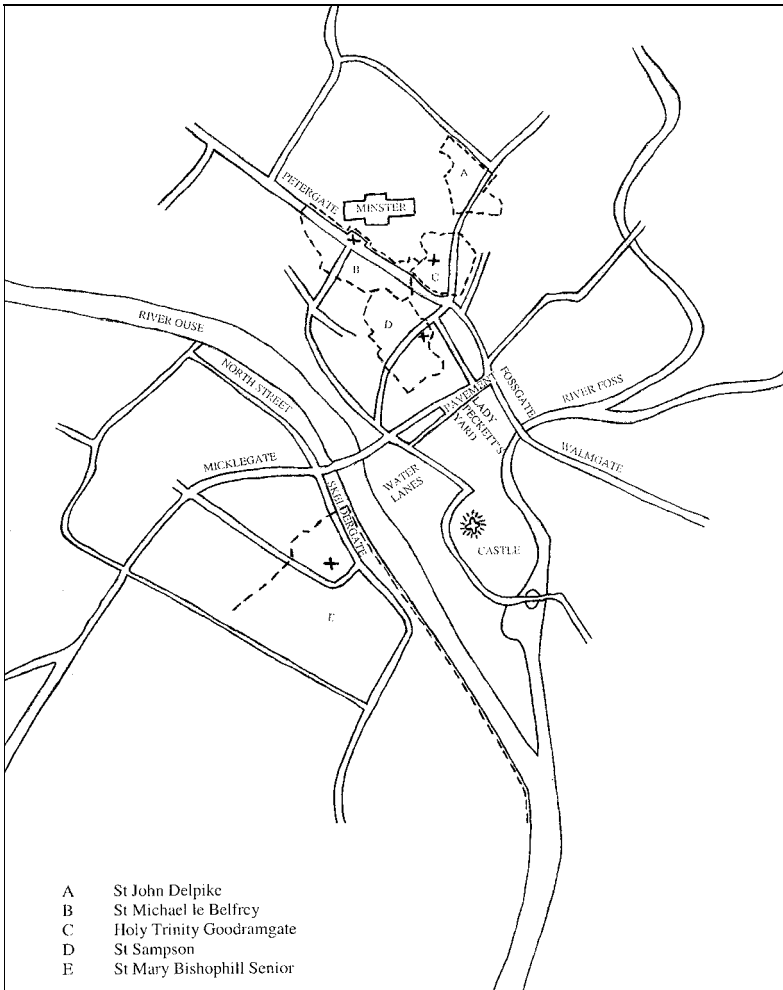 PETERGATE
MINSTER
A
B
C
D
RIVER OUSE
NORTH STREET
PAVEMENT
LADY
PECKETT'S
YARD
FOSSGATE
RIVER FOSS
WALMGATE
MICKLEGATE
WATER
LANES
SKELDERGATE
CASTLE
E
A St John Delpike
B St Michael le Belfrey
C Holy Trinity Goodramgate
D St Sampson
E St Mary Bishophill Senior